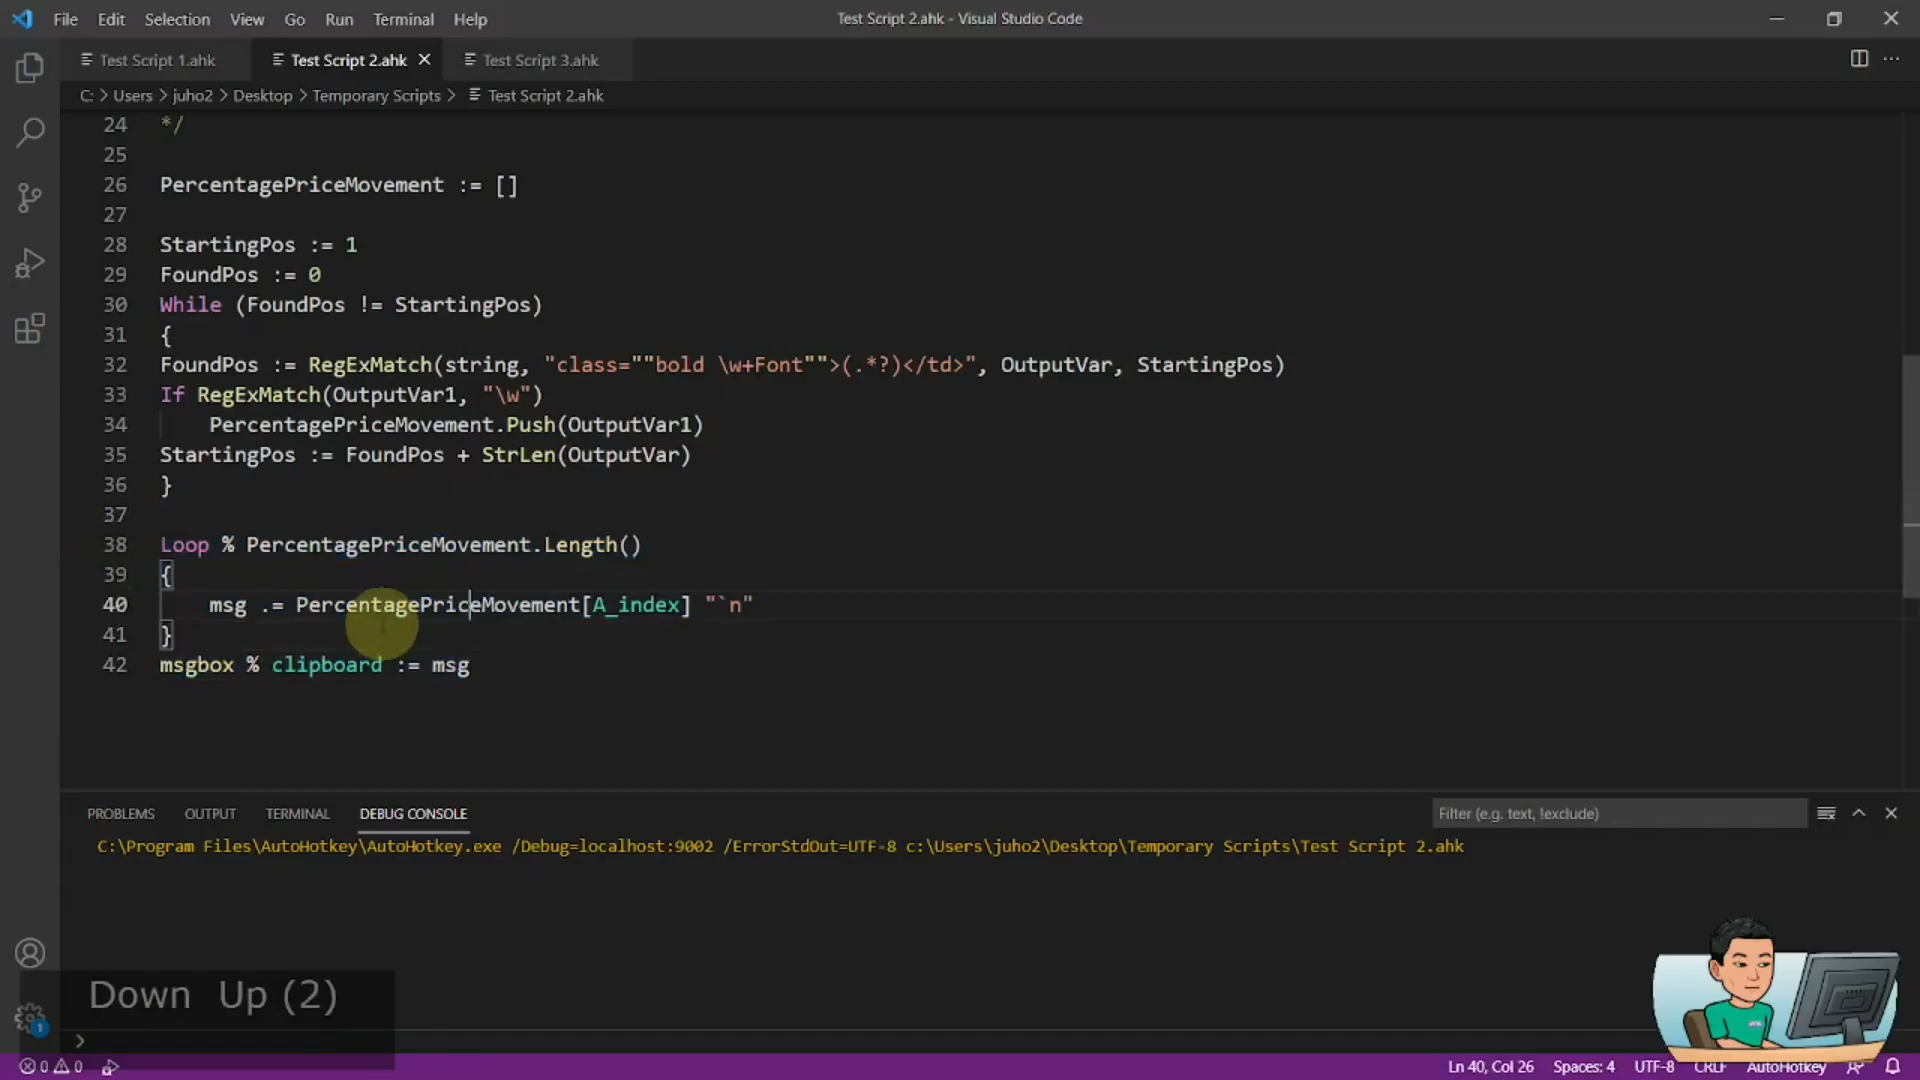 File Edit Selection View Go Run Terminal Help
Test Script 2.ahk - Visual Studio Code
Test Script 1.ahk
Test Script 2.ahk
Test Script 3.ahk
C: > Users > juho2 > Desktop > Temporary Scripts > Test Script 2.ahk
24 */
25
26 PercentagePriceMovement := []
27
28 StartingPos := 1
29 FoundPos := 0
30 While (FoundPos != StartingPos)
31 {
32 FoundPos := RegExMatch(string, "class=""bold \w+Font"">(.*?)</td>", OutputVar, StartingPos)
33 If RegExMatch(OutputVar1, "\w")
34 PercentagePriceMovement.Push(OutputVar1)
35 StartingPos := FoundPos + StrLen(OutputVar)
36 }
37
38 Loop % PercentagePriceMovement.Length()
39 {
40 msg .= PercentagePriceMovement[A_index] "`n"
41 }
42 msgbox % clipboard := msg
PROBLEMS OUTPUT TERMINAL DEBUG CONSOLE
Filter (e.g. text, !exclude)
C:\Program Files\AutoHotkey\AutoHotkey.exe /Debug=localhost:9002 /ErrorStdOut=UTF-8 c:\Users\juho2\Desktop\Temporary Scripts\Test Script 2.ahk
Down Up (2)
1
>
0 0
Ln 40, Col 26 Spaces: 4 UTF-8 CRLF AutoHotkey